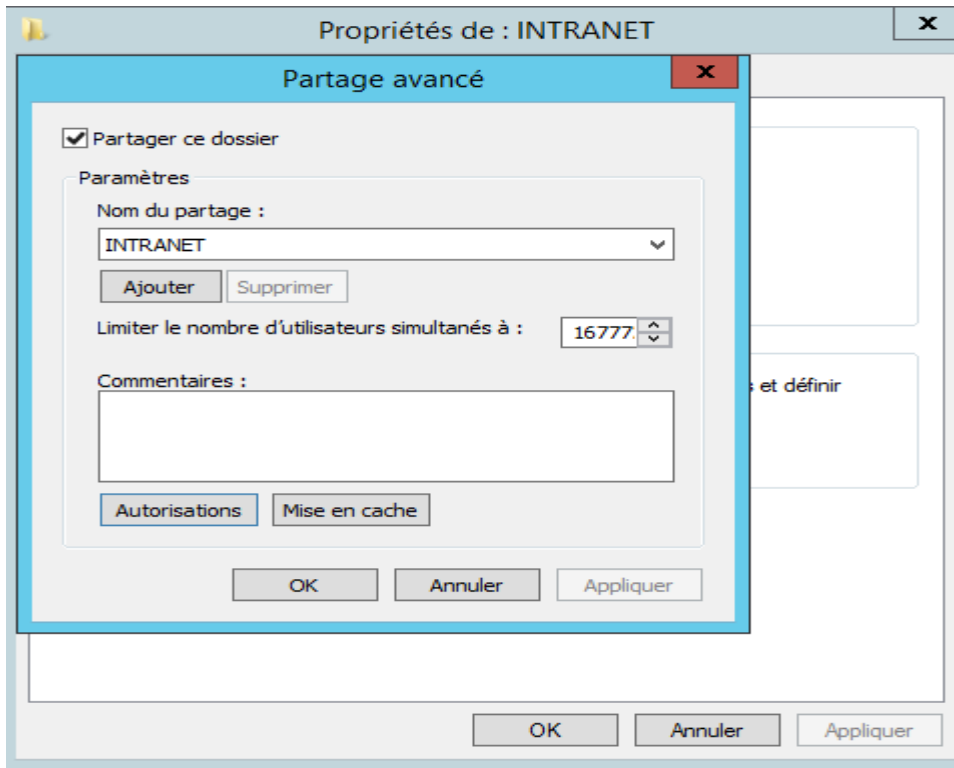 Propriétés de : INTRANET
x
Partage avancé
x
Partager ce dossier
Paramètres
Nom du partage :
INTRANET
Ajouter
Supprimer
Limiter le nombre d'utilisateurs simultanés à :
16777
Commentaires :
et définir
Autorisations
Mise en cache
OK
Annuler
Appliquer
OK
Annuler
Appliquer